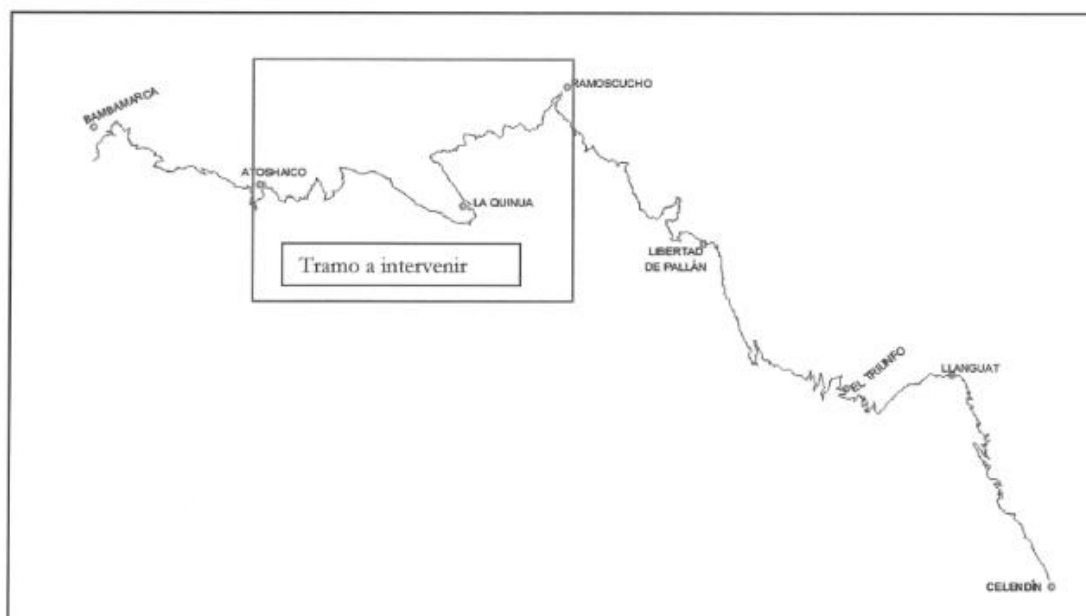 RAMOSCUCHO
BAMBAMARCA
ATOSHAICO
LA QUINUA
Tramo a intervenir
LIBERTAD
DE PALLÁN
EL TRIUNFO
LLANGUAT
CELENDÍN